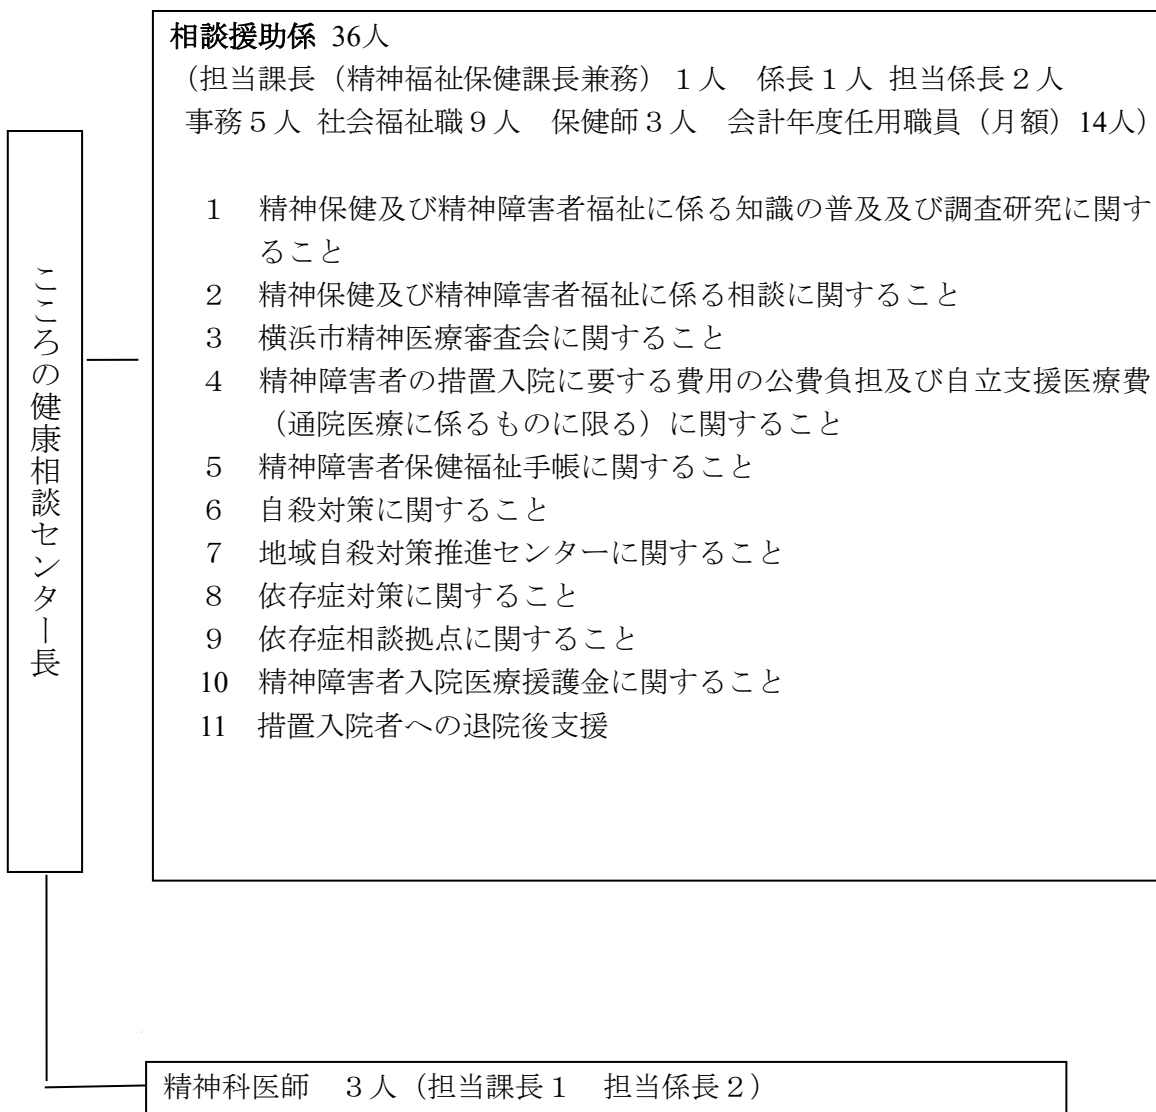 こころの健康相談センター長
相談援助係 36人
（担当課長（精神福祉保健課長兼務）１人　係長１人 担当係長２人
事務５人 社会福祉職９人　保健師３人　会計年度任用職員（月額）14人）
１　精神保健及び精神障害者福祉に係る知識の普及及び調査研究に関す
ること
２　精神保健及び精神障害者福祉に係る相談に関すること
３　横浜市精神医療審査会に関すること
４　精神障害者の措置入院に要する費用の公費負担及び自立支援医療費
（通院医療に係るものに限る）に関すること
５　精神障害者保健福祉手帳に関すること
６　自殺対策に関すること
７　地域自殺対策推進センターに関すること
８　依存症対策に関すること
９　依存症相談拠点に関すること
10　精神障害者入院医療援護金に関すること
11　措置入院者への退院後支援
精神科医師　３人（担当課長１　担当係長２）